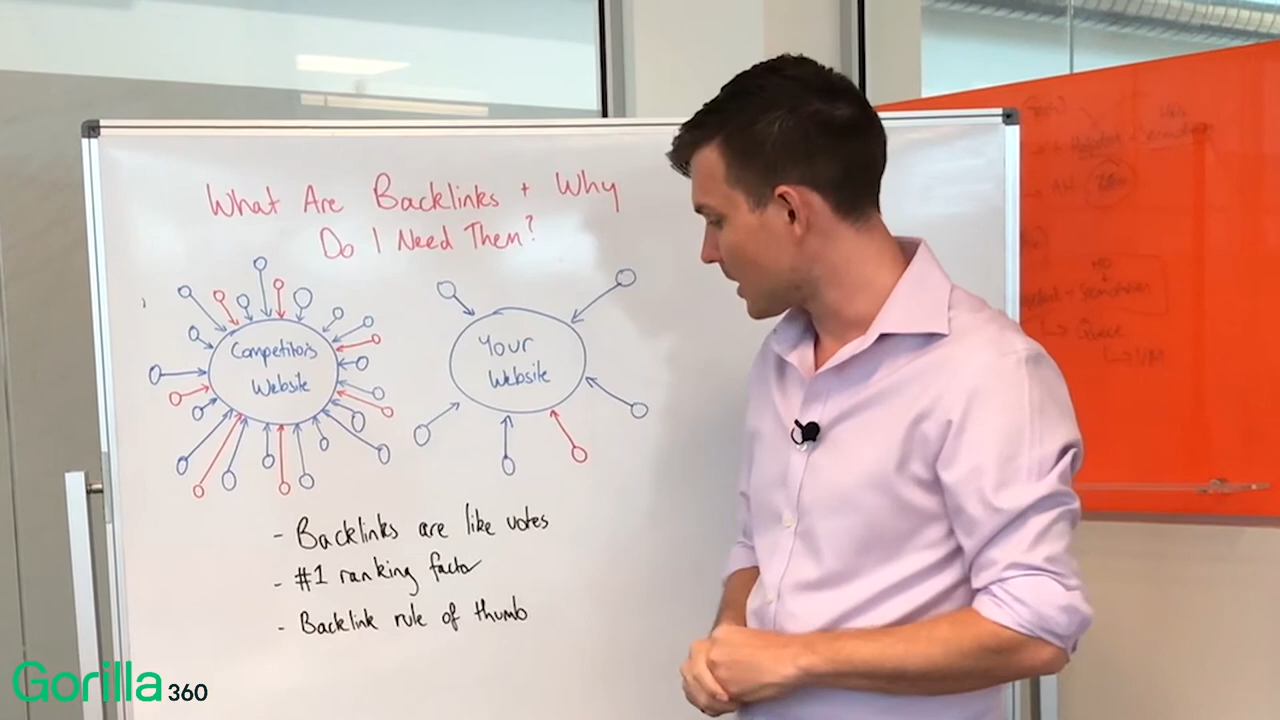 What Are Backlinks + Why
Do I Need Them?
Competitors
Website
Your
Website
- Backlinks are like votes
- #1 ranking factor
- Backlink rule of thumb
Gorilla 360